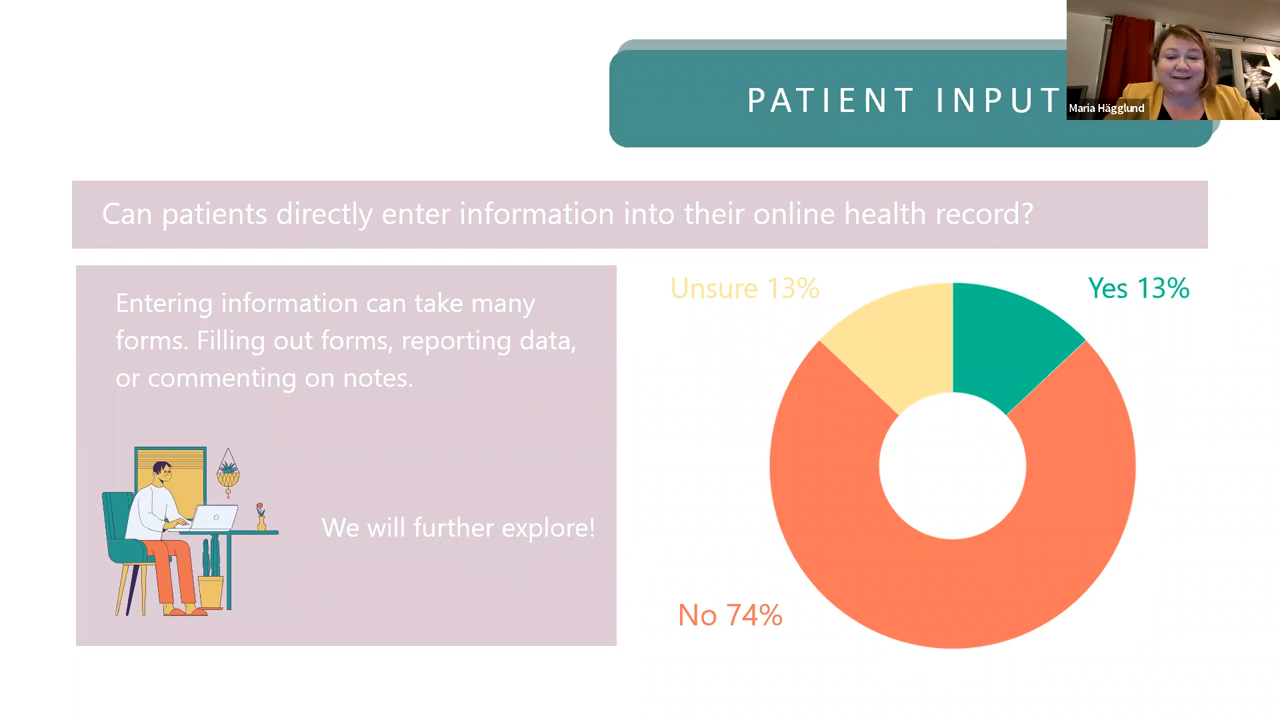 PATIENT INPUT
Maria Hägglund
Can patients directly enter information into their online health record?
Entering information can take many
forms. Filling out forms, reporting data,
or commenting on notes.
We will further explore!
Unsure 13%
Yes 13%
No 74%